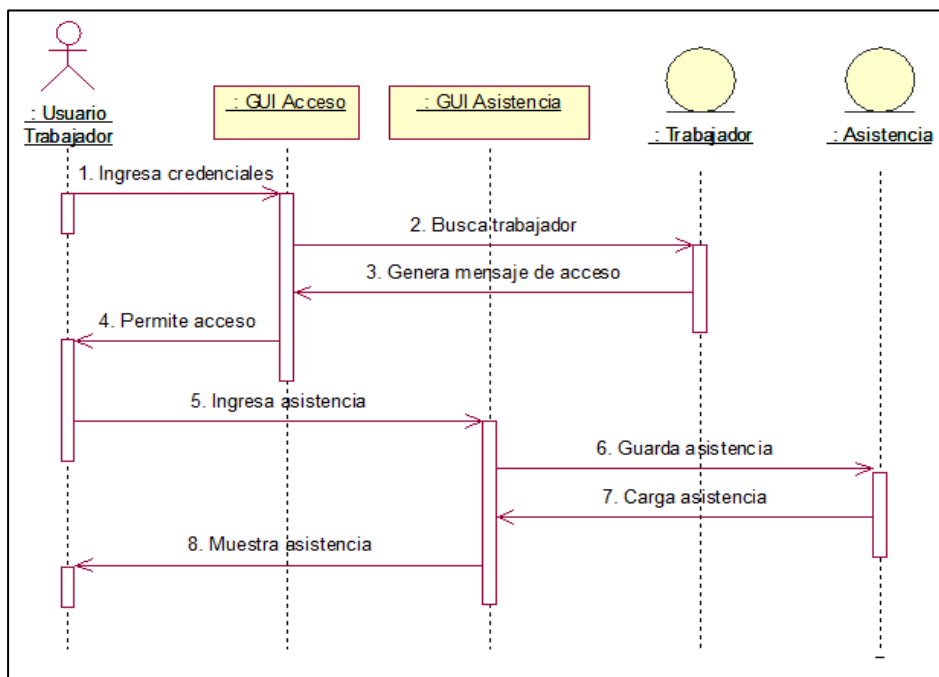 : Usuario
Trabajador
: GUI Acceso
: GUI Asistencia
: Trabajador
: Asistencia
1. Ingresa credenciales
2. Busca trabajador
3. Genera mensaje de acceso
4. Permite acceso
5. Ingresa asistencia
6. Guarda asistencia
7. Carga asistencia
8. Muestra asistencia